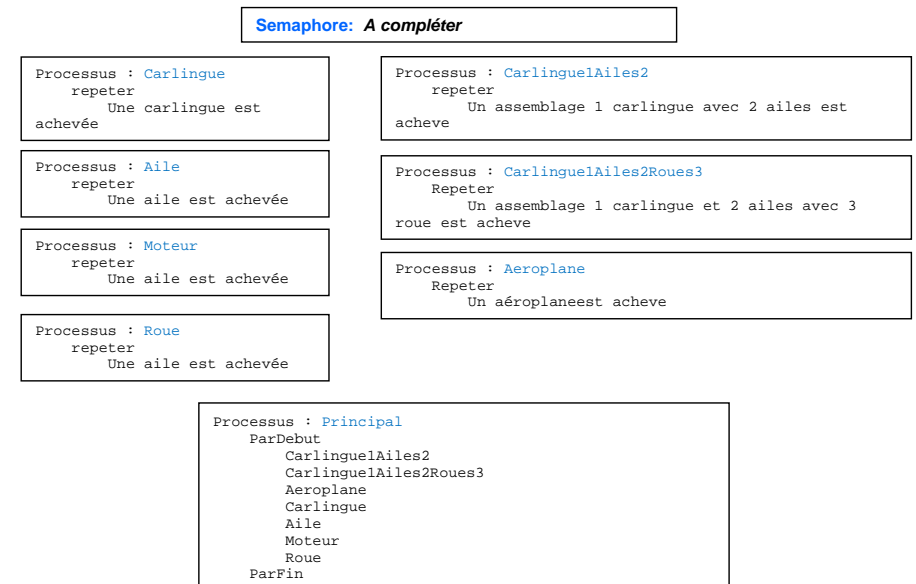 Semaphore: A compléter
Processus : Carlingue
repeter
Une carlingue est
achevée
Processus : Aile
repeter
Une aile est achevée
Processus : Moteur
repeter
Une aile est achevée
Processus : Roue
repeter
Une aile est achevée
Processus : Carlingue1Ailes2
repeter
Un assemblage 1 carlingue avec 2 ailes est
acheve
Processus : Carlingue1Ailes2Roues3
Repeter
Un assemblage 1 carlingue et 2 ailes avec 3
roue est acheve
Processus : Aeroplane
Repeter
Un aéroplaneest acheve
Processus : Principal
ParDebut
Carlingue1Ailes2
Carlingue1Ailes2Roues3
Aeroplane
Carlingue
Aile
Moteur
Roue
ParFin